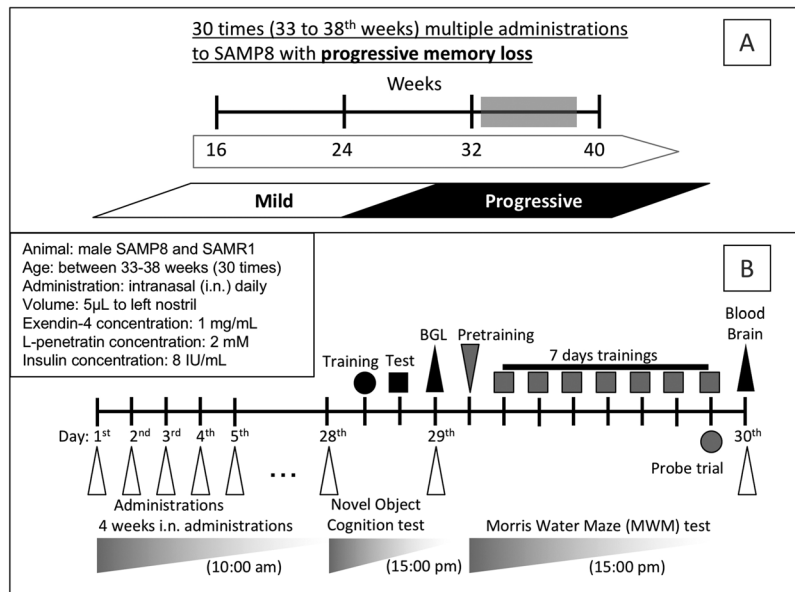 30 times (33 to 38th weeks) multiple administrations
to SAMP8 with progressive memory loss
A
Weeks
16 24 32 40
Mild Progressive
Animal: male SAMP8 and SAMR1
Age: between 33-38 weeks (30 times)
Administration: intranasal (i.n.) daily
Volume: 5µL to left nostril
Exendin-4 concentration: 1 mg/mL
L-penetratin concentration: 2 mM
Insulin concentration: 8 IU/mL
B
Training Test BGL Pretraining 7 days trainings Blood
Brain
Day: 1st 2nd 3rd 4th 5th 28th 29th 30th
...
Probe trial
Administrations
4 weeks i.n. administrations
(10:00 am)
Novel Object
Cognition test
(15:00 pm)
Morris Water Maze (MWM) test
(15:00 pm)